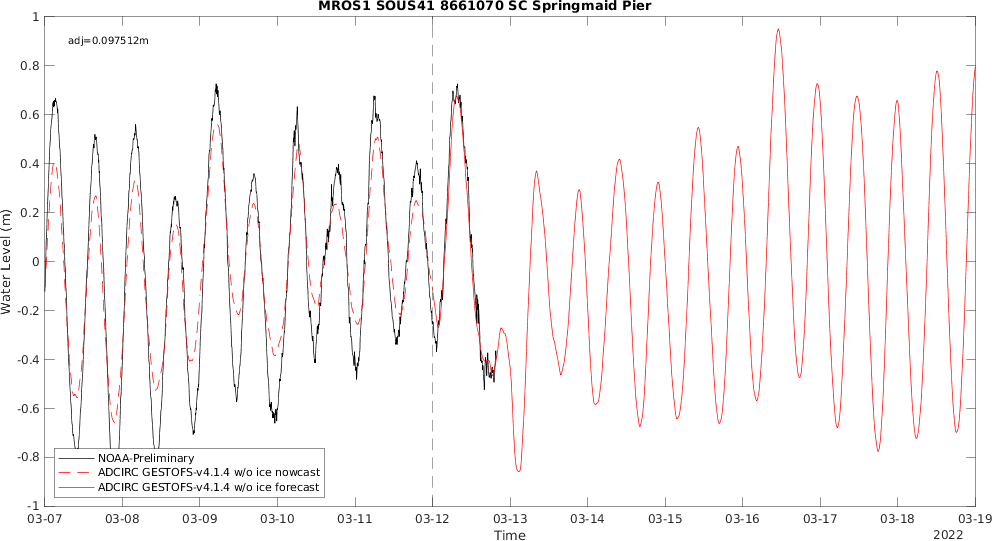 MROS1 SOUS41 8661070 SC Springmaid Pier
adj=0.097512m
Water Level (m)
1
0.8
0.6
0.4
0.2
0
-0.2
-0.4
-0.6
-0.8
-1
NOAA-Preliminary
ADCIRC GESTOFS-v4.1.4 w/o ice nowcast
ADCIRC GESTOFS-v4.1.4 w/o ice forecast
03-07 03-08 03-09 03-10 03-11 03-12 03-13 03-14 03-15 03-16 03-17 03-18 03-19
Time
2022